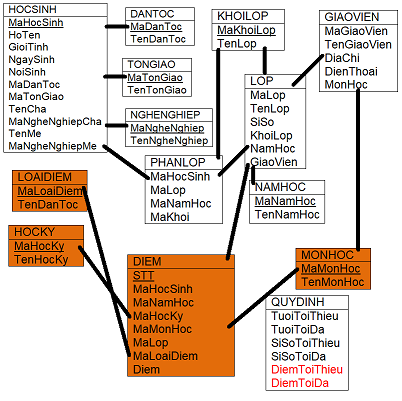 HOCSINH
MaHocSinh
HoTen
GioiTinh
NgaySinh
NoiSinh
MaDanToc
MaTonGiao
TenCha
MaNgheNghiepCha
TenMe
MaNgheNghiepMe
DANTOC
MaDanToc
TenDanToc
TONGIAO
MaTonGiao
TenTonGiao
NGHENGHIEP
MaNgheNghiep
TenNgheNghiep
KHOILOP
MaKhoiLop
TenLop
GIAOVIEN
MaGiaoVien
TenGiaoVien
DiaChi
DienThoai
MonHoc
LOP
MaLop
TenLop
SiSo
KhoiLop
NamHoc
GiaoVien
PHANLOP
MaHocSinh
MaLop
MaNamHoc
MaKhoi
NAMHOC
MaNamHoc
TenNamHoc
LOAIDIEM
MaLoaiDiem
TenDanToc
HOCKY
MaHocKy
TenHocKy
DIEM
STT
MaHocSinh
MaNamHoc
MaHocKy
MaMonHoc
MaLop
MaLoaiDiem
Diem
MONHOC
MaMonHoc
TenMonHoc
QUYDINH
TuoiToiThieu
TuoiToiDa
SiSoToiThieu
SiSoToiDa
DiemToiThieu
DiemToiDa